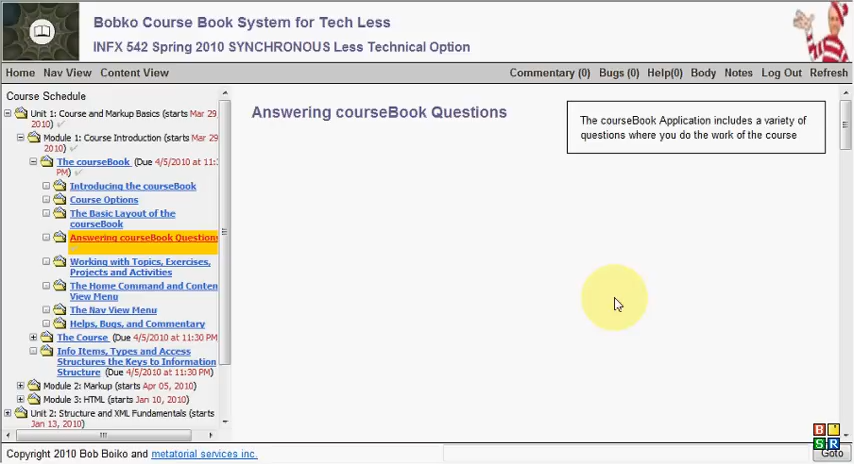 Bobko Course Book System for Tech Less
INFX 542 Spring 2010 SYNCHRONOUS Less Technical Option
Home Nav View Content View Commentary (0) Bugs (0) Help(0) Body Notes Log Out Refresh
Course Schedule
Unit 1: Course and Markup Basics (starts Mar 29,
2010)
Module 1: Course Introduction (starts Mar 29,
2010)
The courseBook (Due 4/5/2010 at 11:3
PM)
Introducing the courseBook
Course Options
The Basic Layout of the
courseBook
Answering courseBook Questions
Working with Topics, Exercises,
Projects and Activities
The Home Command and Conten
View Menu
The Nav View Menu
Helps, Bugs, and Commentary
The Course (Due 4/5/2010 at 11:30 PM)
Info Items, Types and Access
Structures the Keys to Information
Structure (Due 4/5/2010 at 11:30 PM)
Module 2: Markup (starts Apr 05, 2010)
Module 3: HTML (starts Jan 10, 2010)
Unit 2: Structure and XML Fundamentals (starts
Jan 13, 2010)
Answering courseBook Questions
The courseBook Application includes a variety of
questions where you do the work of the course
B S R
Copyright 2010 Bob Boiko and metatorial services inc.
Goto